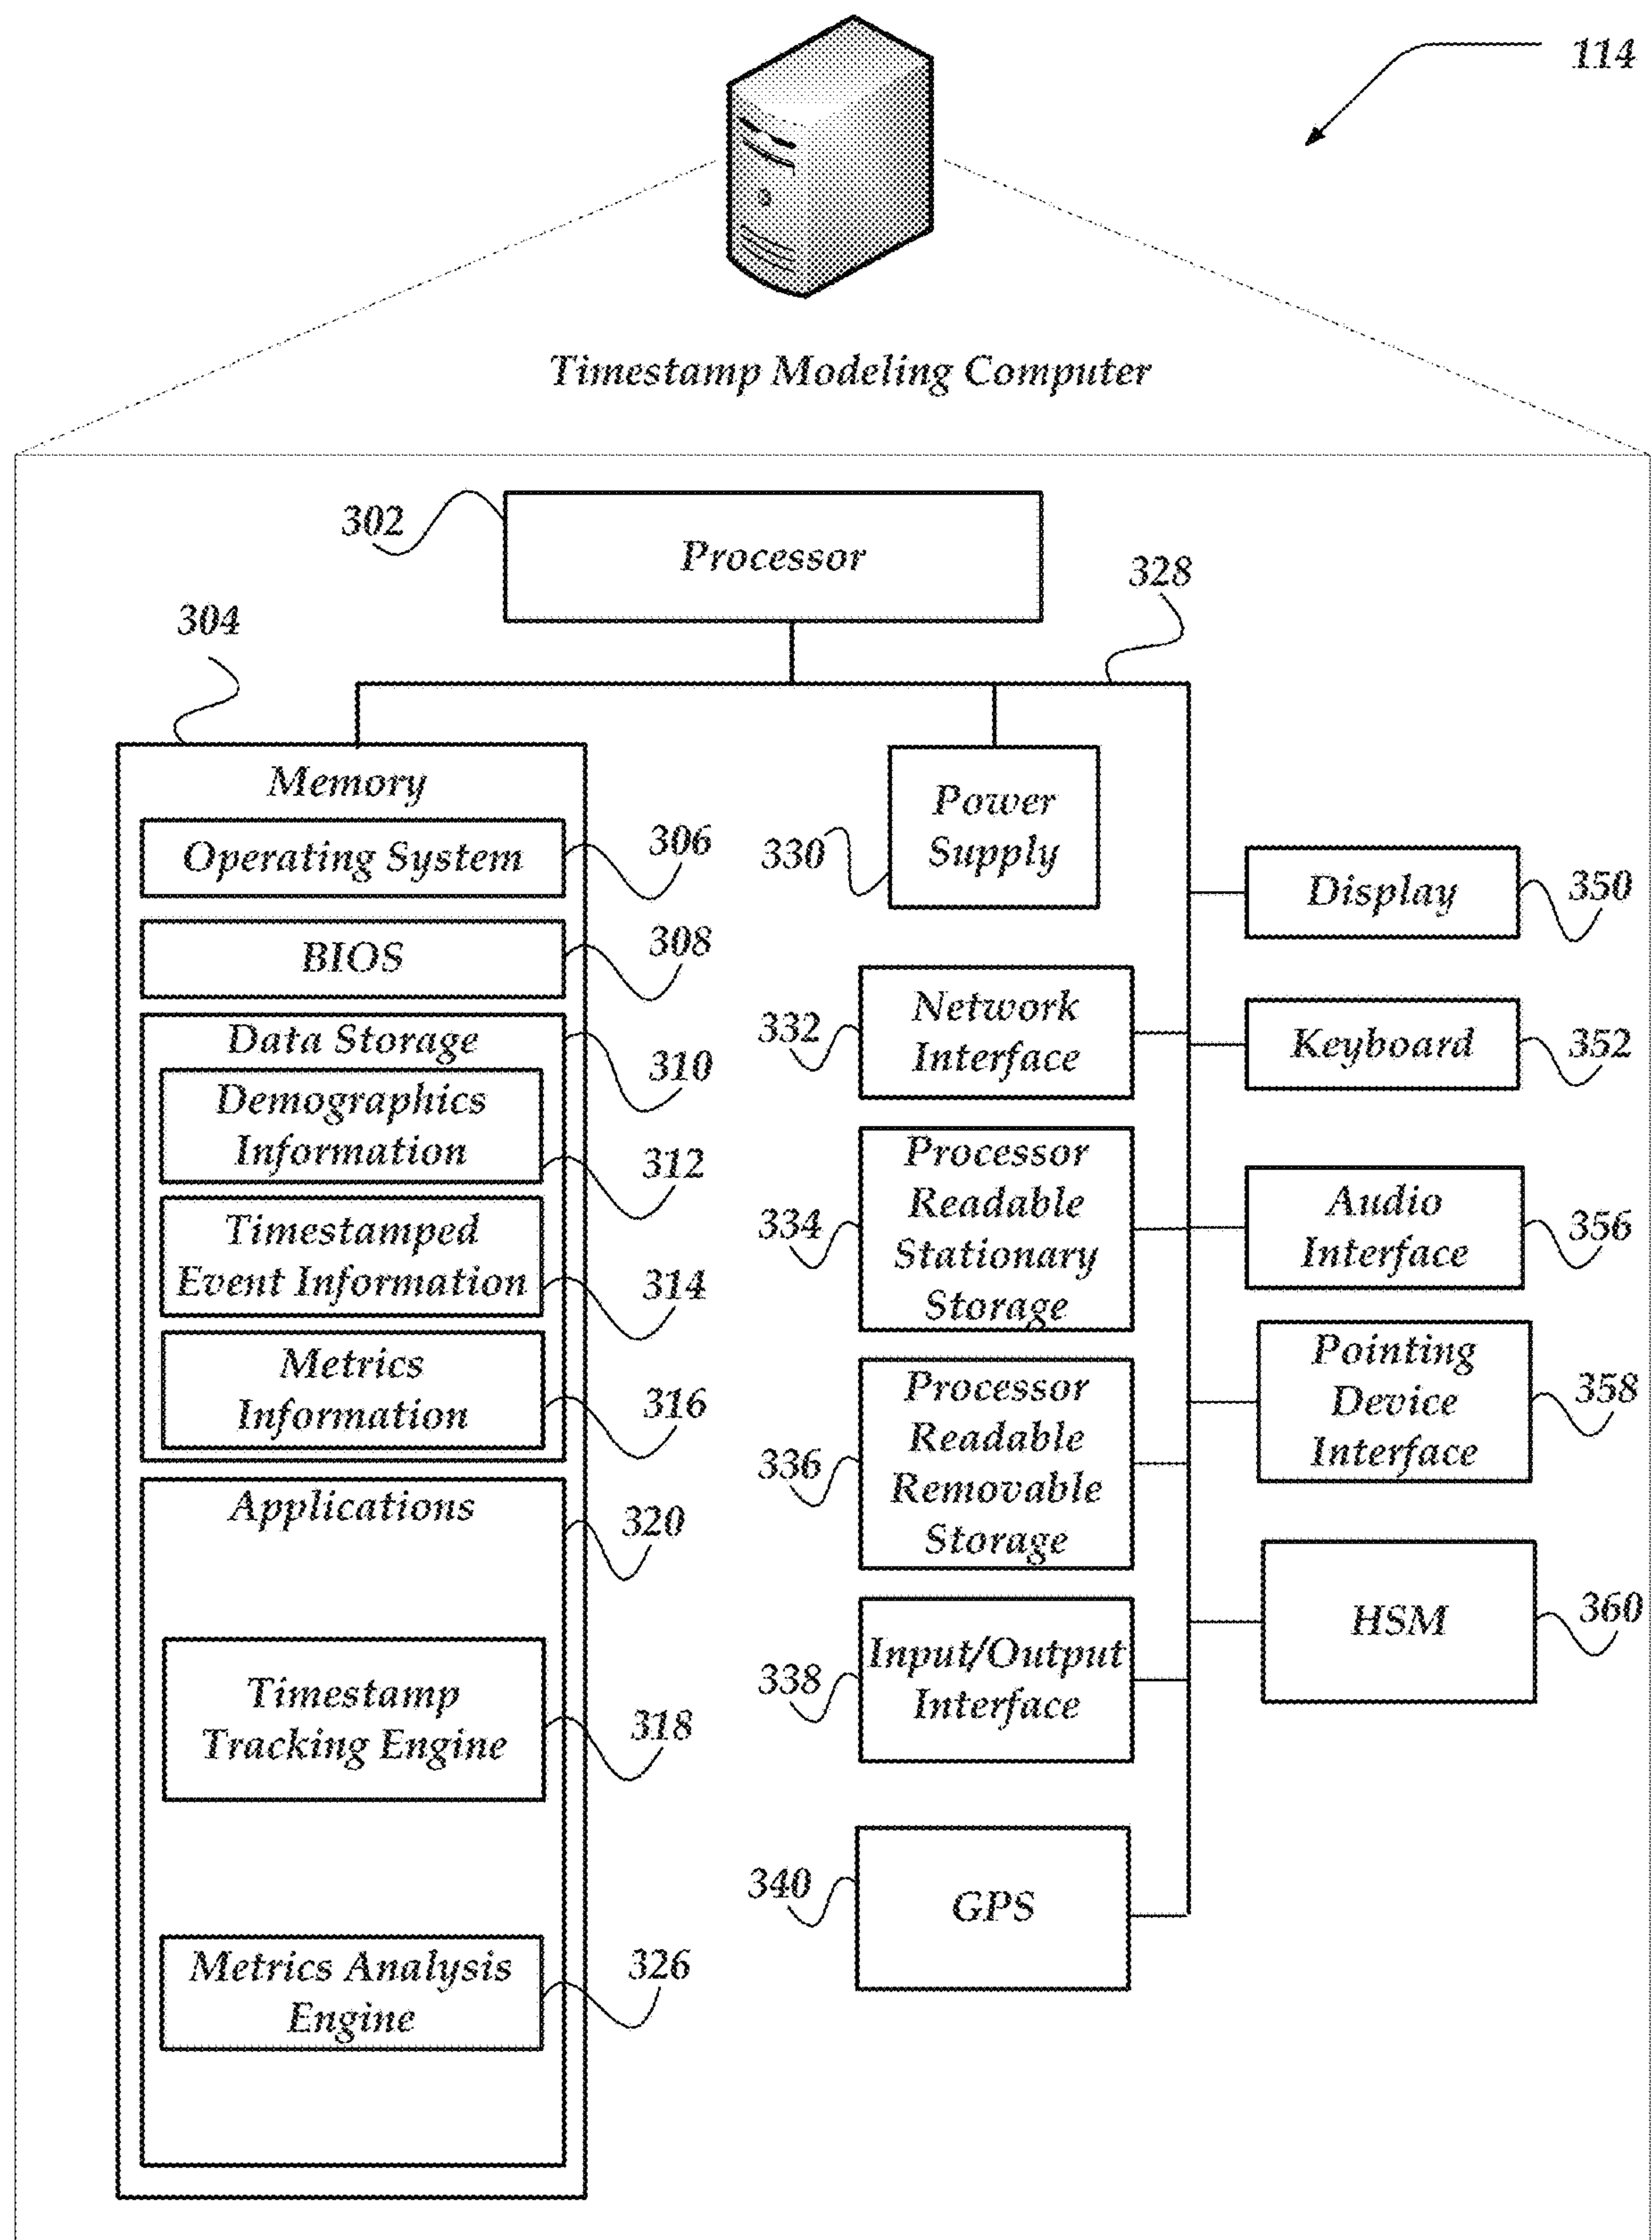 114
Timestamp Modeling Computer
302
Processor
328
304
Memory
Operating System
306
BIOS
308
Data Storage
310
Demographics
Information
312
Timestamped
Event Information
314
Metrics
Information
316
Applications
320
Timestamp
Tracking Engine
318
Metrics Analysis
Engine
326
Power
Supply
330
Network
Interface
332
Processor
Readable
Stationary
Storage
334
Processor
Readable
Removable
Storage
336
Input/Output
Interface
338
GPS
340
Display
350
Keyboard
352
Audio
Interface
356
Pointing
Device
Interface
358
HSM
360